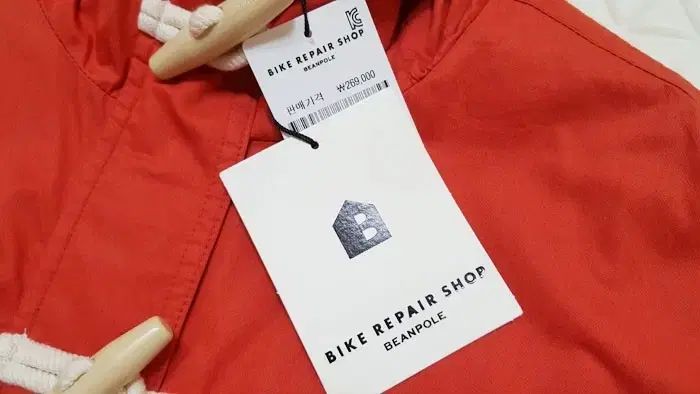 KC
BIKE REPAIR SHOP
BEANPOLE
판매가격 ₩269,000
B
BIKE REPAIR SHOP
BEANPOLE